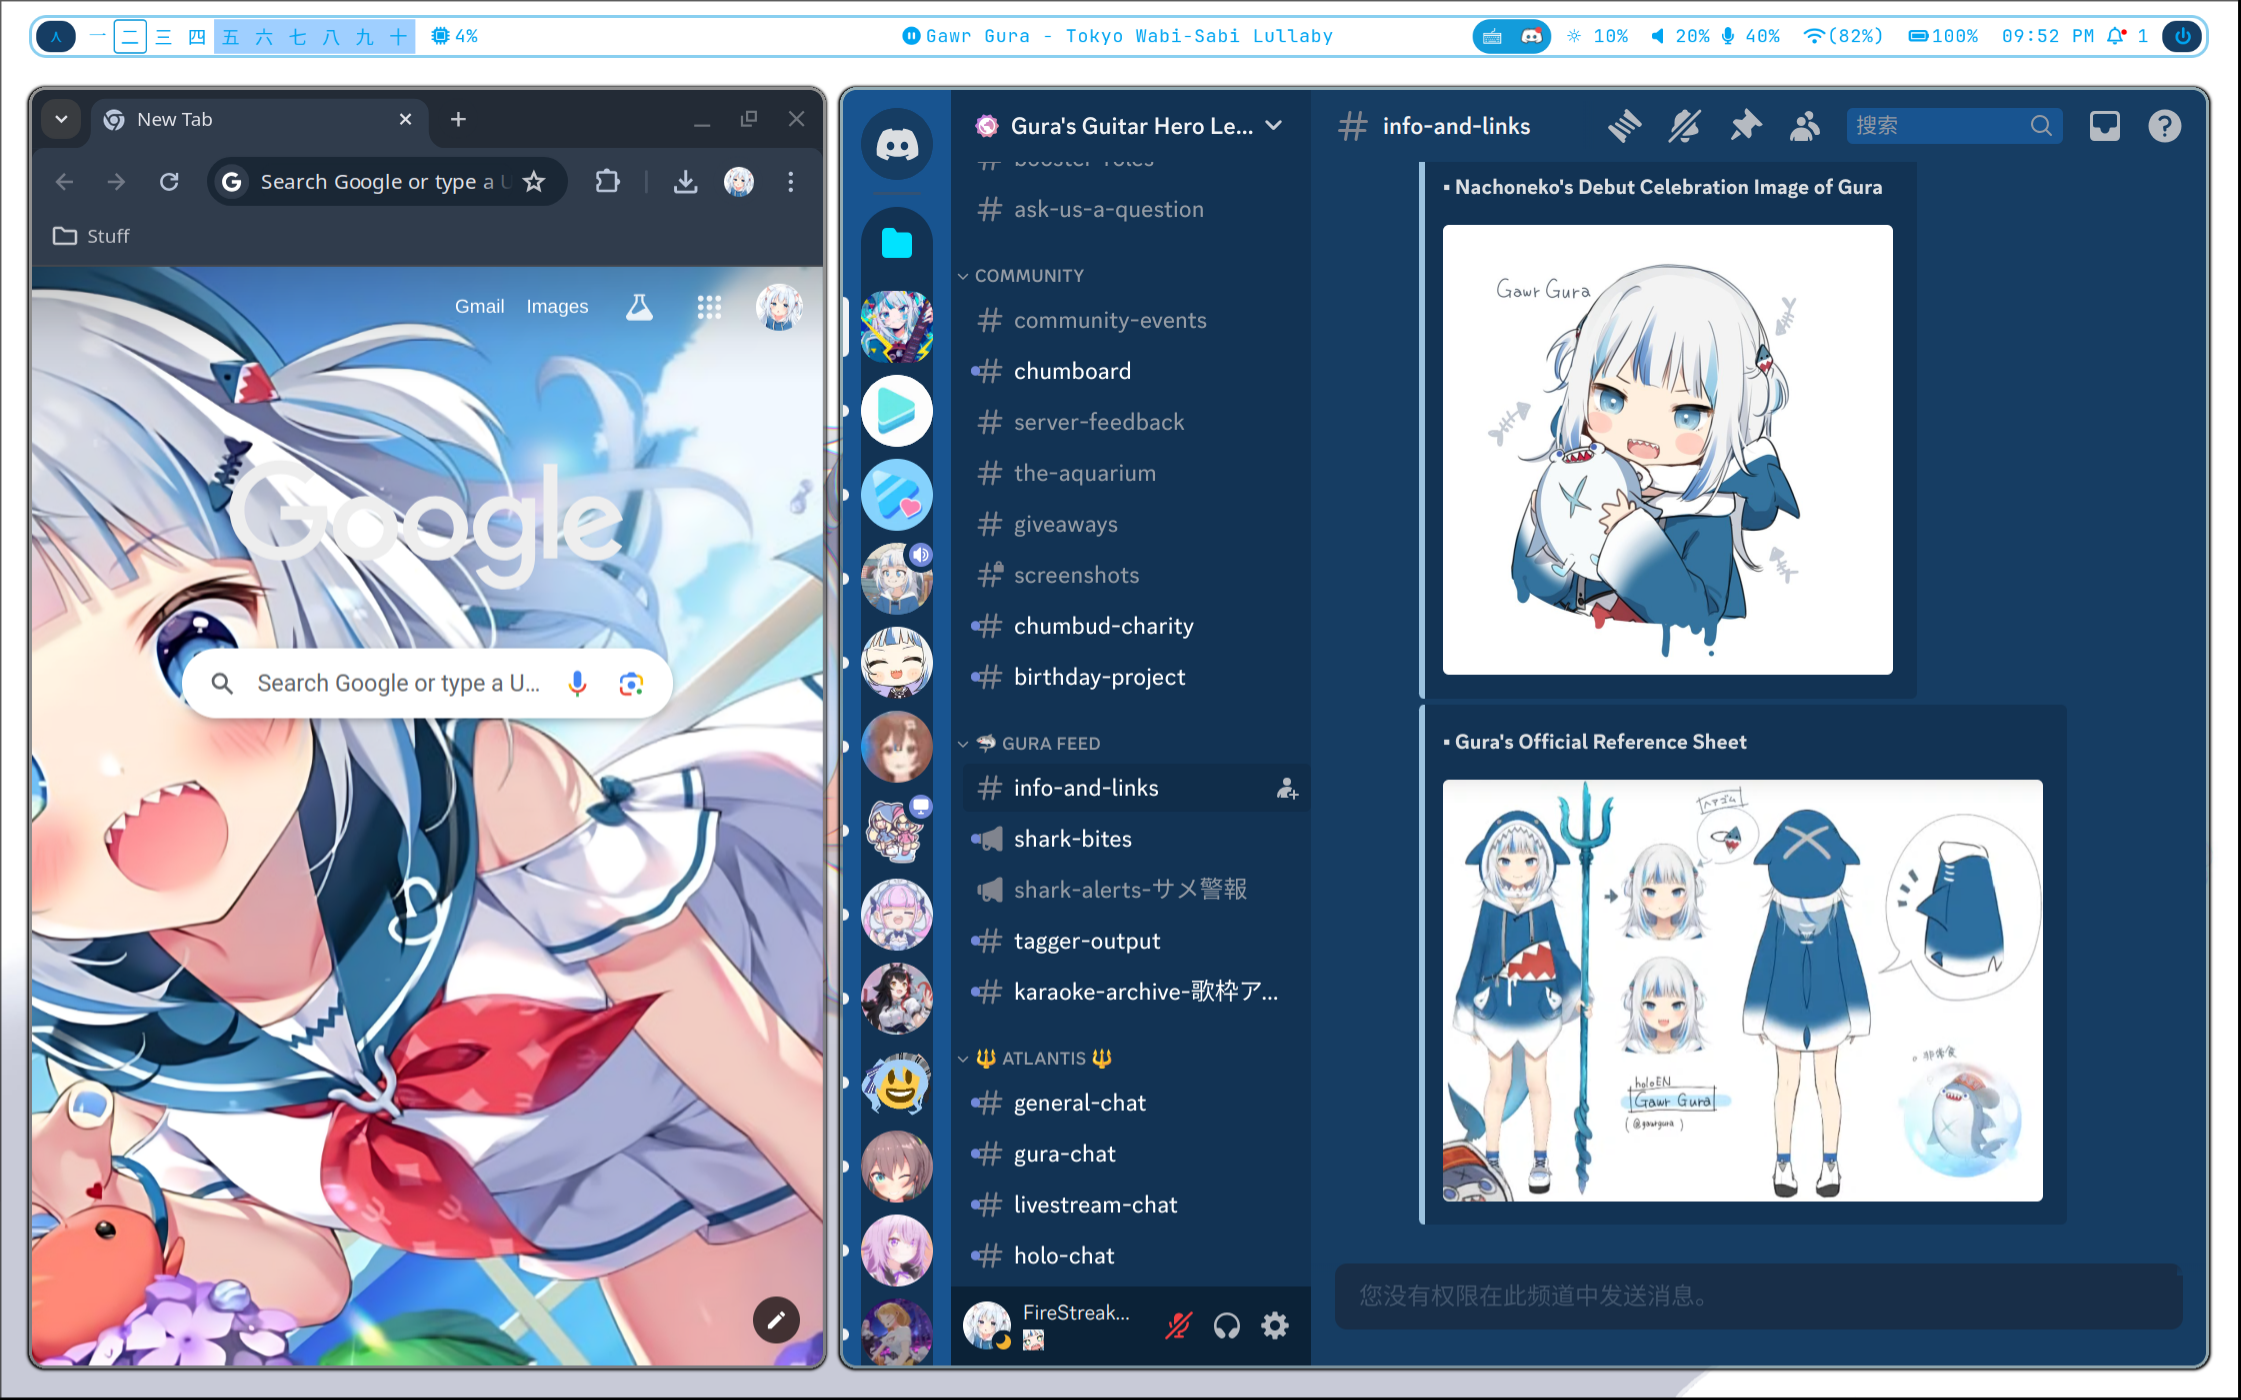 一 二 三 四 五 六 七 八 九 十 4%
Gawr Gura - Tokyo Wabi-Sabi Lullaby
10% 20% 40% (82%) 100% 09:52 PM 1
New Tab
Search Google or type a U
Stuff
Gmail Images
Google
Search Google or type a U...
Gura's Guitar Hero Le...
booster-roles
ask-us-a-question
COMMUNITY
community-events
chumboard
server-feedback
the-aquarium
giveaways
screenshots
chumbud-charity
birthday-project
GURA FEED
info-and-links
shark-bites
shark-alerts-サメ警報
tagger-output
karaoke-archive-歌枠ア...
ATLANTIS
general-chat
gura-chat
livestream-chat
holo-chat
FireStreak...
info-and-links
搜索
▪ Nachoneko's Debut Celebration Image of Gura
Gawr Gura
▪ Gura's Official Reference Sheet
ヘアゴム
holoEN
Gawr Gura
(@gawrgura)
非常食
您没有权限在此频道中发送消息。